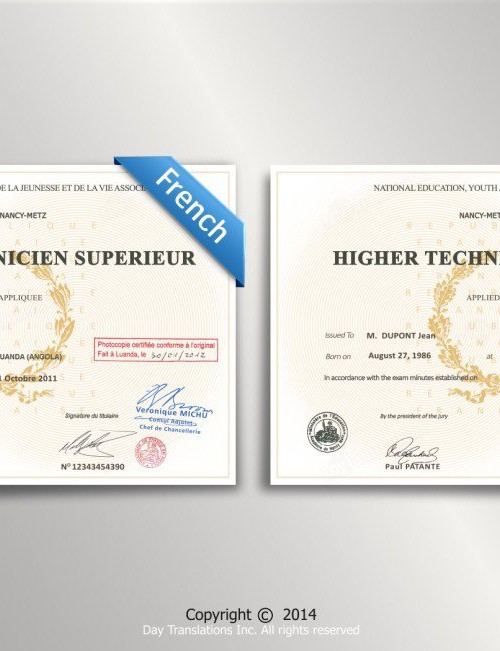 DE LA JEUNESSE ET DE LA VIE ASSOC
NANCY-METZ
NICIEN SUPERIEUR
APPLIQUEE
UANDA (ANGOLA)
1 Octobre 2011
French
Photocopie certifiée conforme à l'original
Fait à Luanda, le 30/01/2012
Signature du titulaire
Veronique MICHU
Consul Adjoint
Chef de Chancellerie
N° 12343454390
NATIONAL EDUCATION, YOUTH
NANCY-MET
HIGHER TECHN
APPLIED
Issued To M. DUPONT Jean
Born on August 27, 1986 at
In accordance with the exam minutes established on
By the president of the jury
Paul PATANTE
Copyright © 2014
Day Translations Inc. All rights reserved